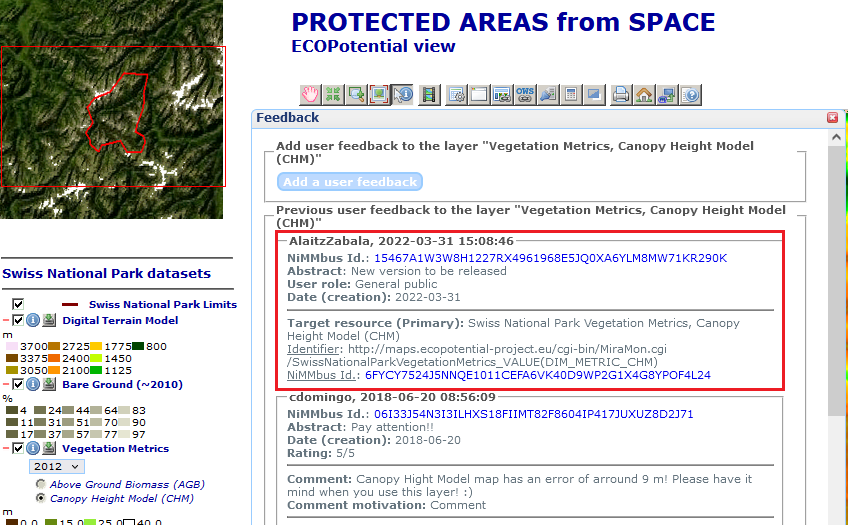 PROTECTED AREAS from SPACE
ECOPotential view
OWS
Feedback
Add user feedback to the layer "Vegetation Metrics, Canopy Height Model
(CHM)"
Add a user feedback
Previous user feedback to the layer "Vegetation Metrics, Canopy Height Model
(CHM)"
AlaitzZabala, 2022-03-31 15:08:46
NiMMbus Id.: 15467A1W3W8H1227RX4961968E5JQ0XA6YLM8MW71KR290K
Abstract: New version to be released
User role: General public
Date (creation): 2022-03-31
Target resource (Primary): Swiss National Park Vegetation Metrics, Canopy
Height Model (CHM)
Identifier: http://maps.ecopotential-project.eu/cgi-bin/MiraMon.cgi
/SwissNationalParkVegetationMetrics_VALUE(DIM_METRIC_CHM)
NiMMbus Id.: 6FYCY7524J5NNQE1011CEFA6VK40D9WP2G1X4G8YPOF4L24
cdomingo, 2018-06-20 08:56:09
NiMMbus Id.: 06I33J54N3I3ILHXS18FIIMT82F8604IP417JUXUZ8D2J71
Abstract: Pay attention!!
Date (creation): 2018-06-20
Rating: 5/5
Comment: Canopy Hight Model map has an error of arround 9 m! Please have it
mind when you use this layer! :)
Comment motivation: Comment
Swiss National Park datasets
Swiss National Park Limits
Digital Terrain Model
m
3700 2725 1775 800
3375 2400 1450
3050 2100 1125
Bare Ground (~2010)
%
4 24 44 64 83
11 31 51 70 90
17 37 57 77 97
Vegetation Metrics
2012
Above Ground Biomass (AGB)
Canopy Height Model (CHM)
m
0.0 15.0 25.0 40.0